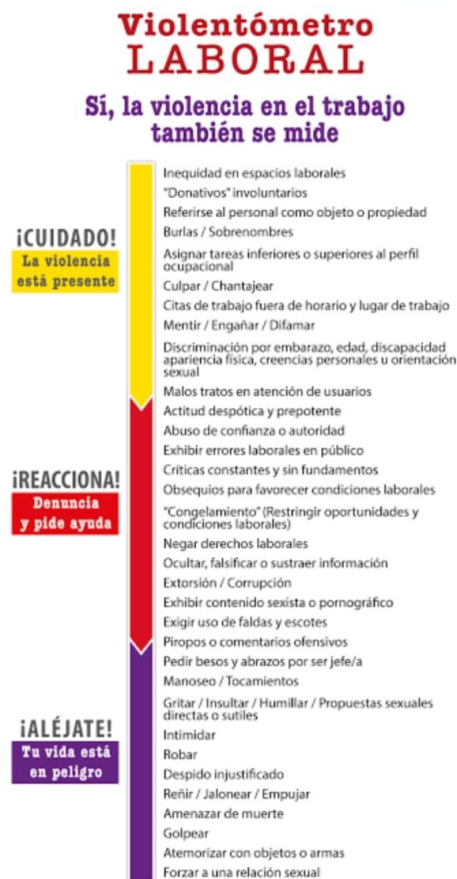 Violentómetro
LABORAL
Sí, la violencia en el trabajo
también se mide
¡CUIDADO!
La violencia
está presente
Inequidad en espacios laborales
"Donativos" involuntarios
Referirse al personal como objeto o propiedad
Burlas / Sobrenombres
Asignar tareas inferiores o superiores al perfil
ocupacional
Culpar / Chantajear
Citas de trabajo fuera de horario y lugar de trabajo
Mentir / Engañar / Difamar
Discriminación por embarazo, edad, discapacidad
apariencia física, creencias personales u orientación
sexual
Malos tratos en atención de usuarios
¡REACCIONA!
Denuncia
y pide ayuda
Actitud despótica y prepotente
Abuso de confianza o autoridad
Exhibir errores laborales en público
Críticas constantes y sin fundamentos
Obsequios para favorecer condiciones laborales
"Congelamiento" (Restringir oportunidades y
condiciones laborales)
Negar derechos laborales
Ocultar, falsificar o sustraer información
Extorsión / Corrupción
Exhibir contenido sexista o pornográfico
Exigir uso de faldas y escotes
Piropos o comentarios ofensivos
¡ALÉJATE!
Tu vida está
en peligro
Pedir besos y abrazos por ser jefe/a
Manoseo / Tocamientos
Gritar / Insultar / Humillar / Propuestas sexuales
directas o sutiles
Intimidar
Robar
Despido injustificado
Reñir / Jalonear / Empujar
Amenazar de muerte
Golpear
Atemorizar con objetos o armas
Forzar a una relación sexual